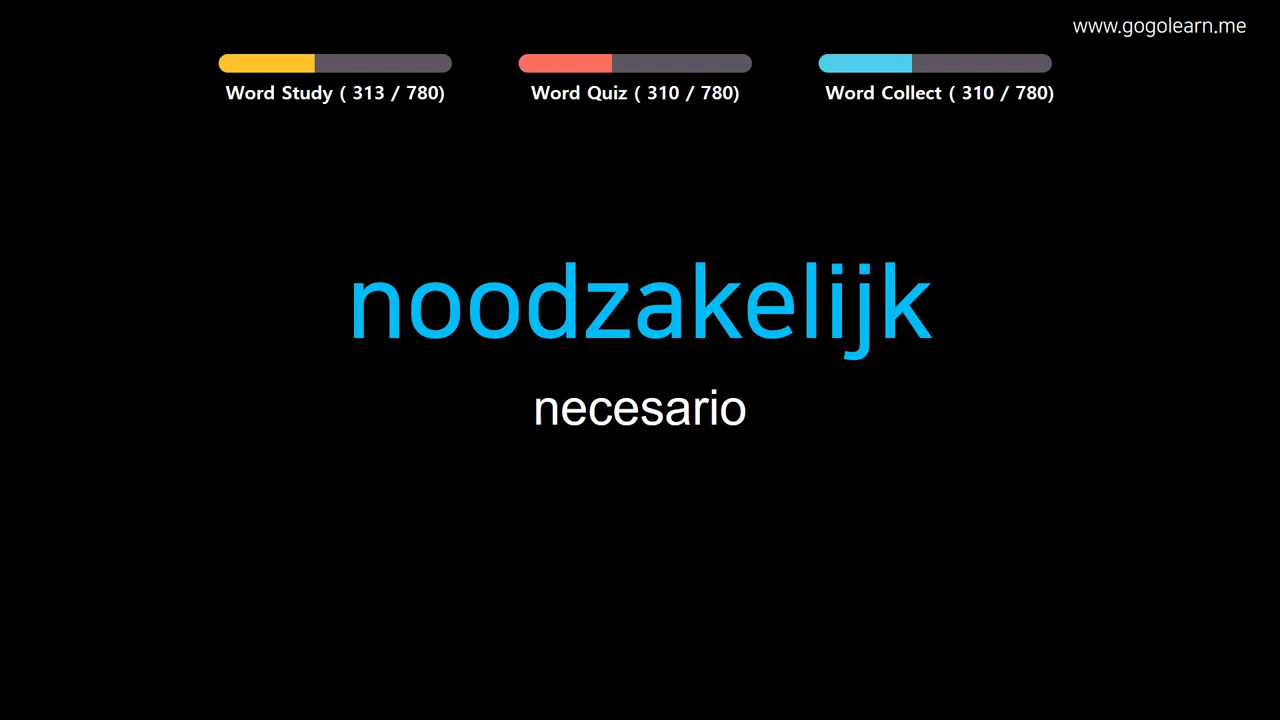 www.gogolearn.me
Word Study ( 313 / 780)
Word Quiz ( 310 / 780)
Word Collect ( 310 / 780)
noodzakelijk
necesario